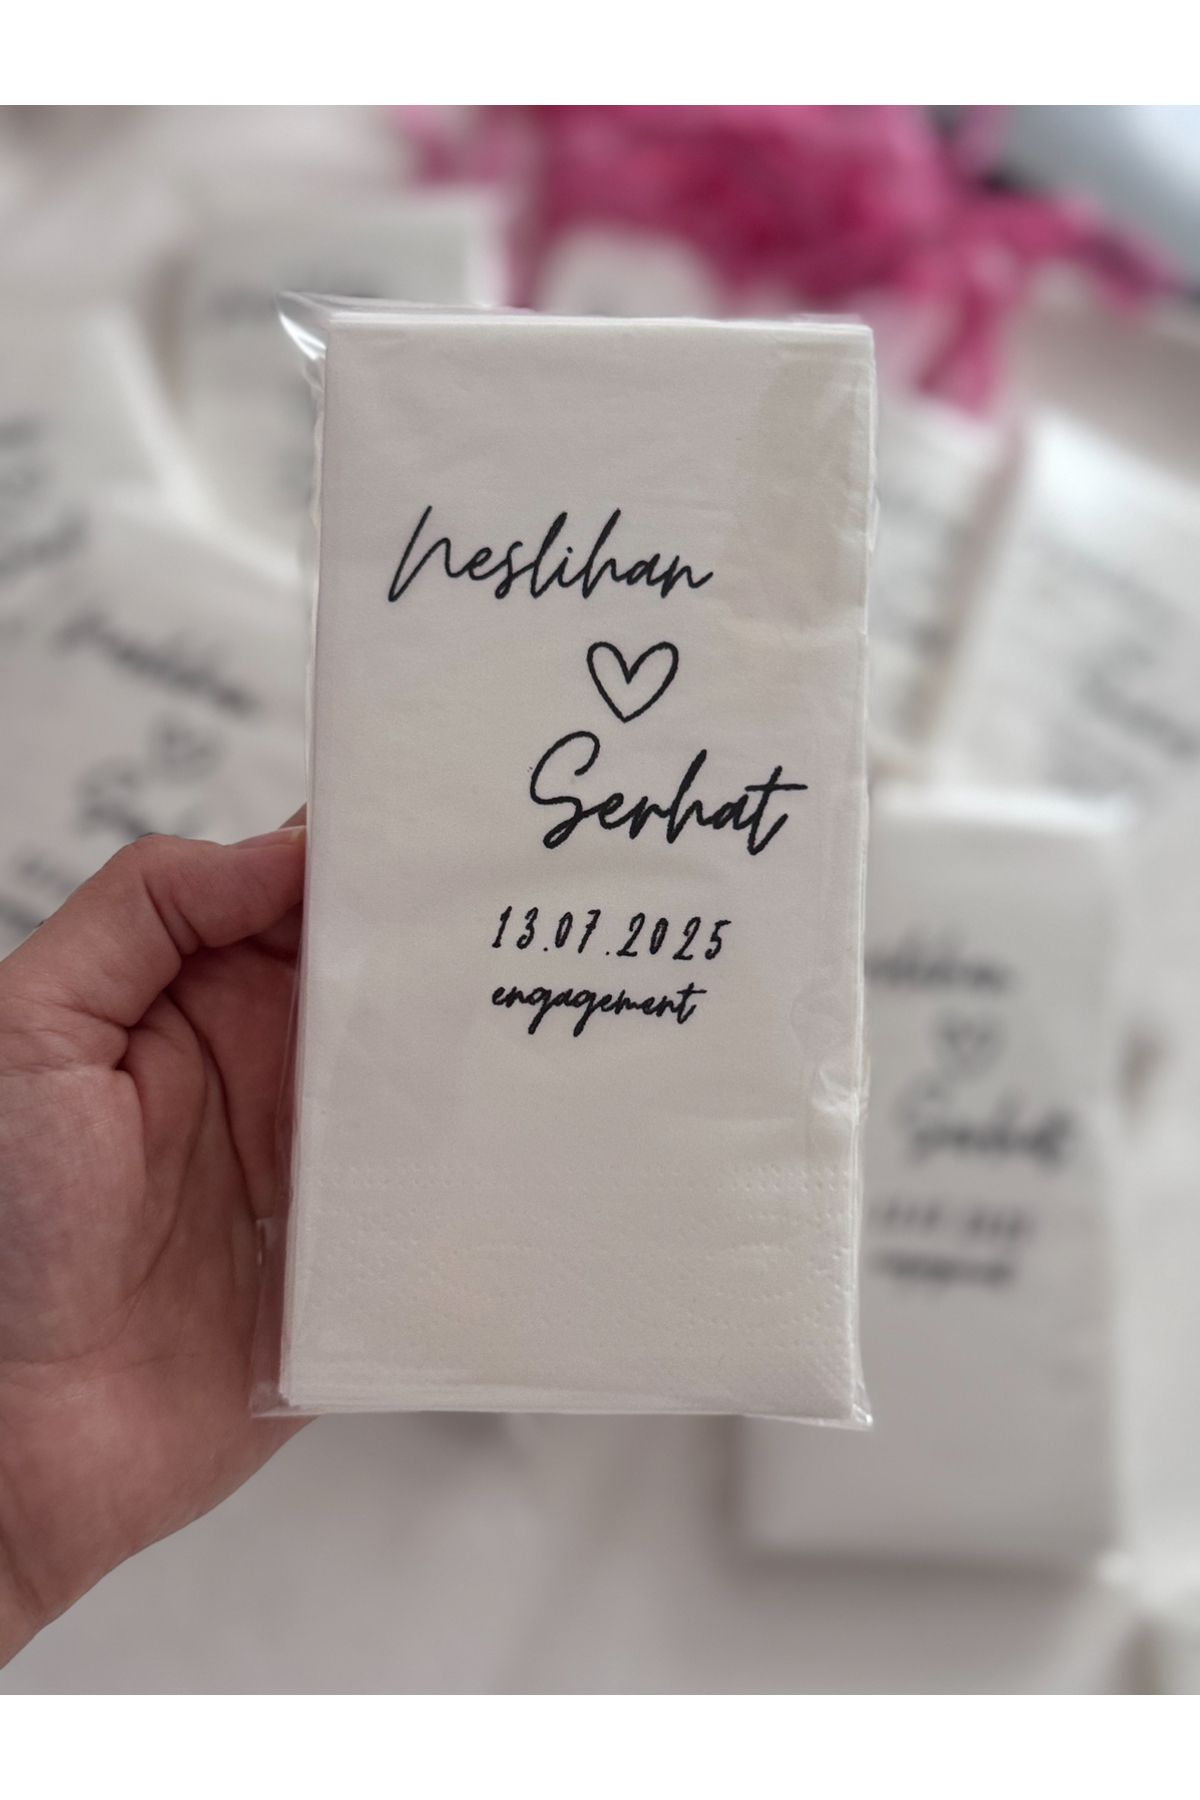 Neslihan
Serhat
13.07.2025
engagement